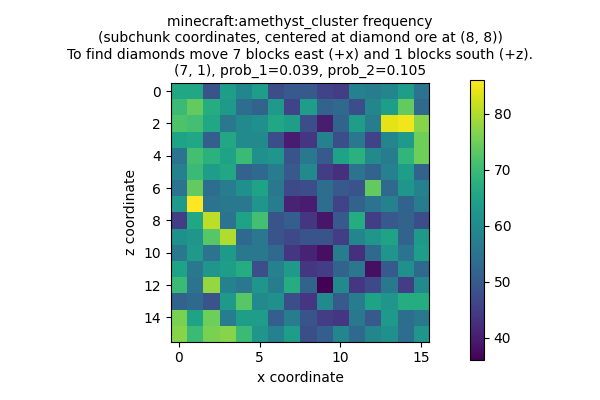 minecraft:amethyst_cluster frequency
(subchunk coordinates, centered at diamond ore at (8, 8))
To find diamonds move 7 blocks east (+x) and 1 blocks south (+z).
(7, 1), prob_1=0.039, prob_2=0.105
0
2
4
6
8
10
12
14
z coordinate
0
5
10
15
x coordinate
80
70
60
50
40